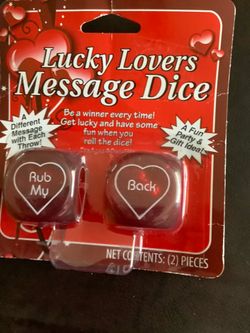 Lucky Lovers
Message Dice
A
Different
Message
with Each
Throw!
Be a winner every time!
Get lucky and have some
fun when you
roll the dice!
A Fun
Party &
Gift Idea!
Rub
My
Back
NET CONTENTS: (2) PIECES